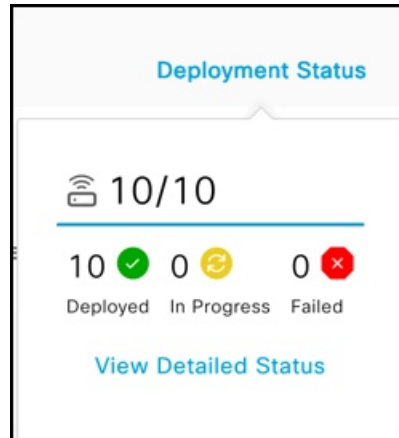 Deployment Status
10/10
10 0 0
Deployed In Progress Failed
View Detailed Status